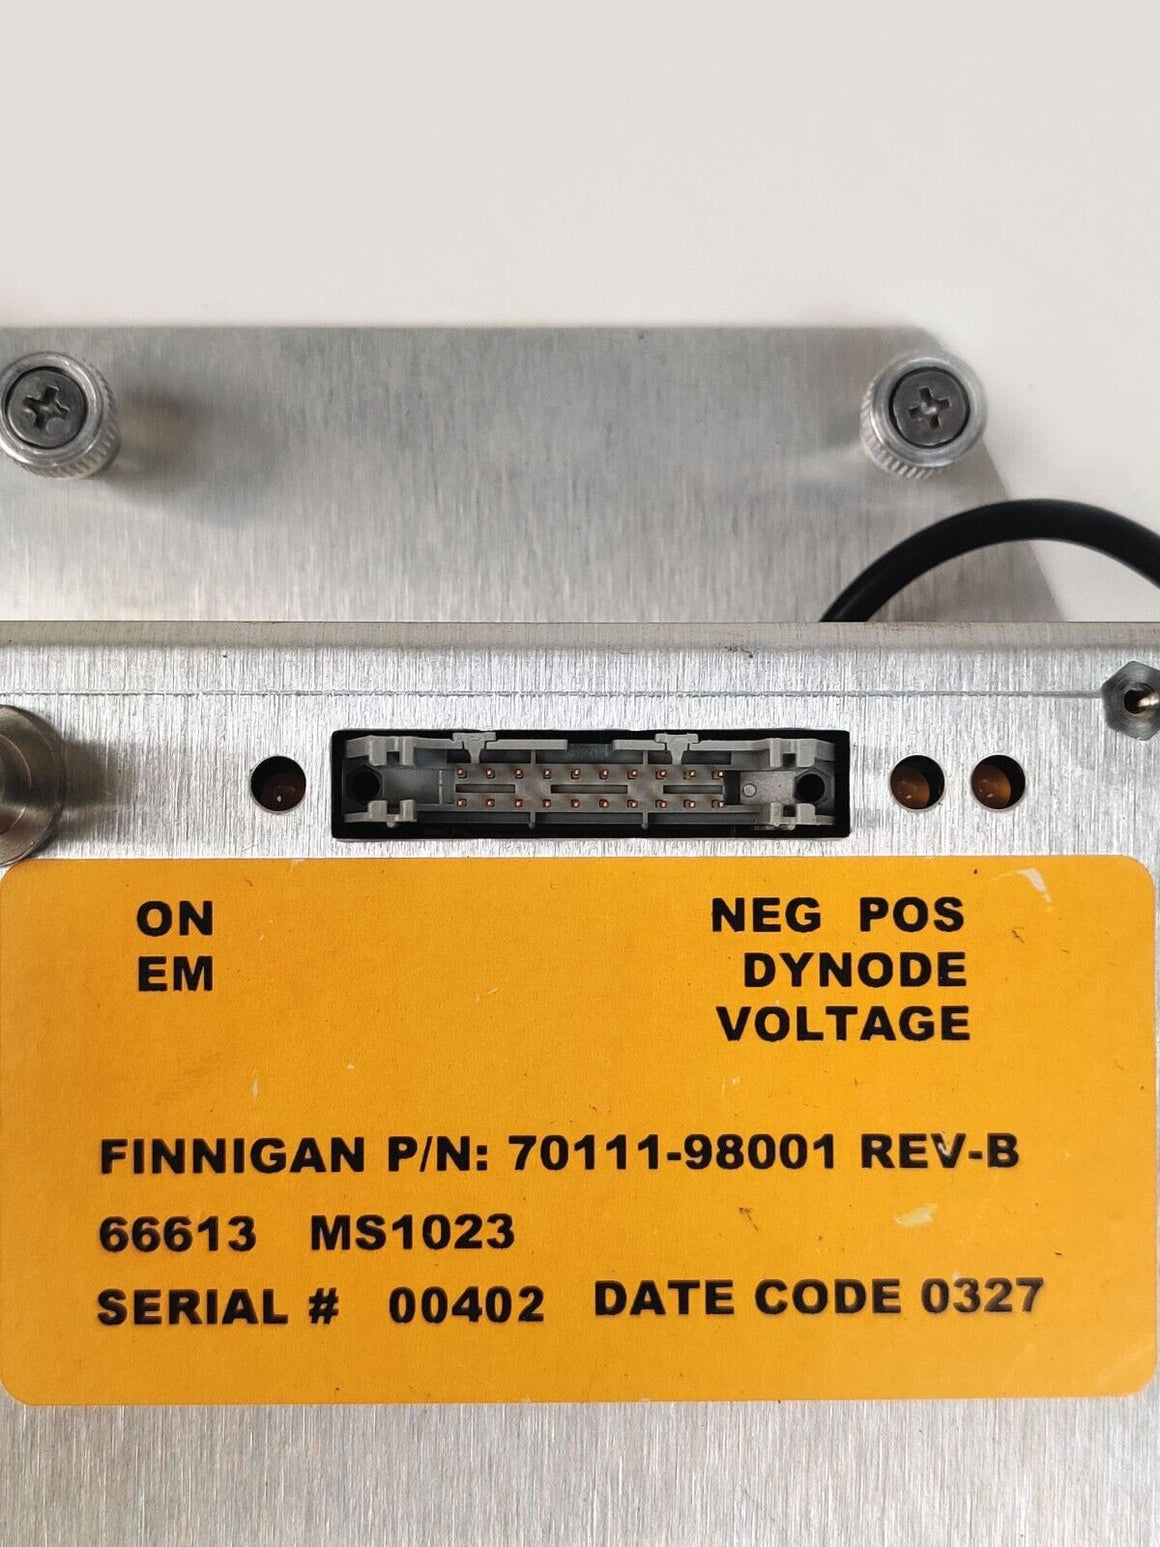 ON
EM
NEG POS
DYNODE
VOLTAGE
FINNIGAN P/N: 70111-98001 REV-B
66613 MS1023
SERIAL # 00402 DATE CODE 0327